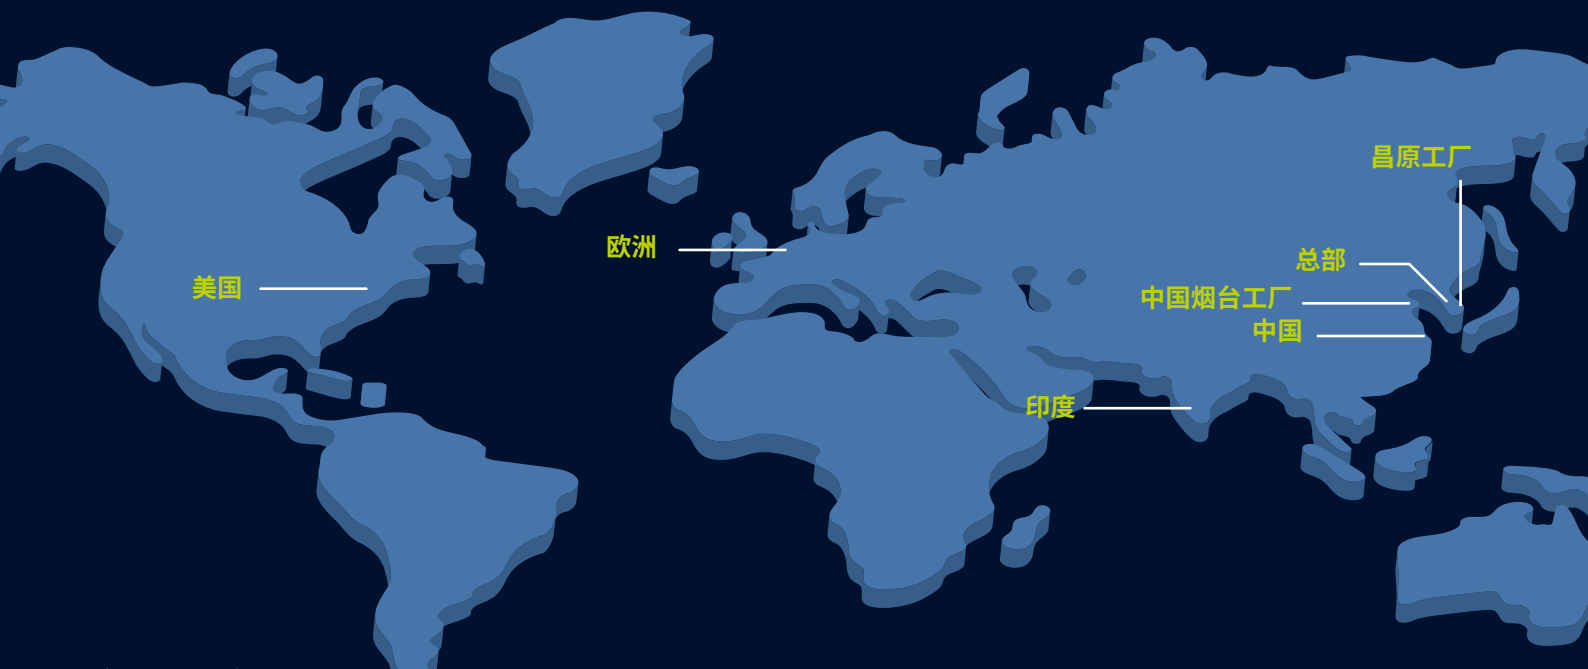 昌原工厂
欧洲
总部
美国
中国烟台工厂
中国
印度